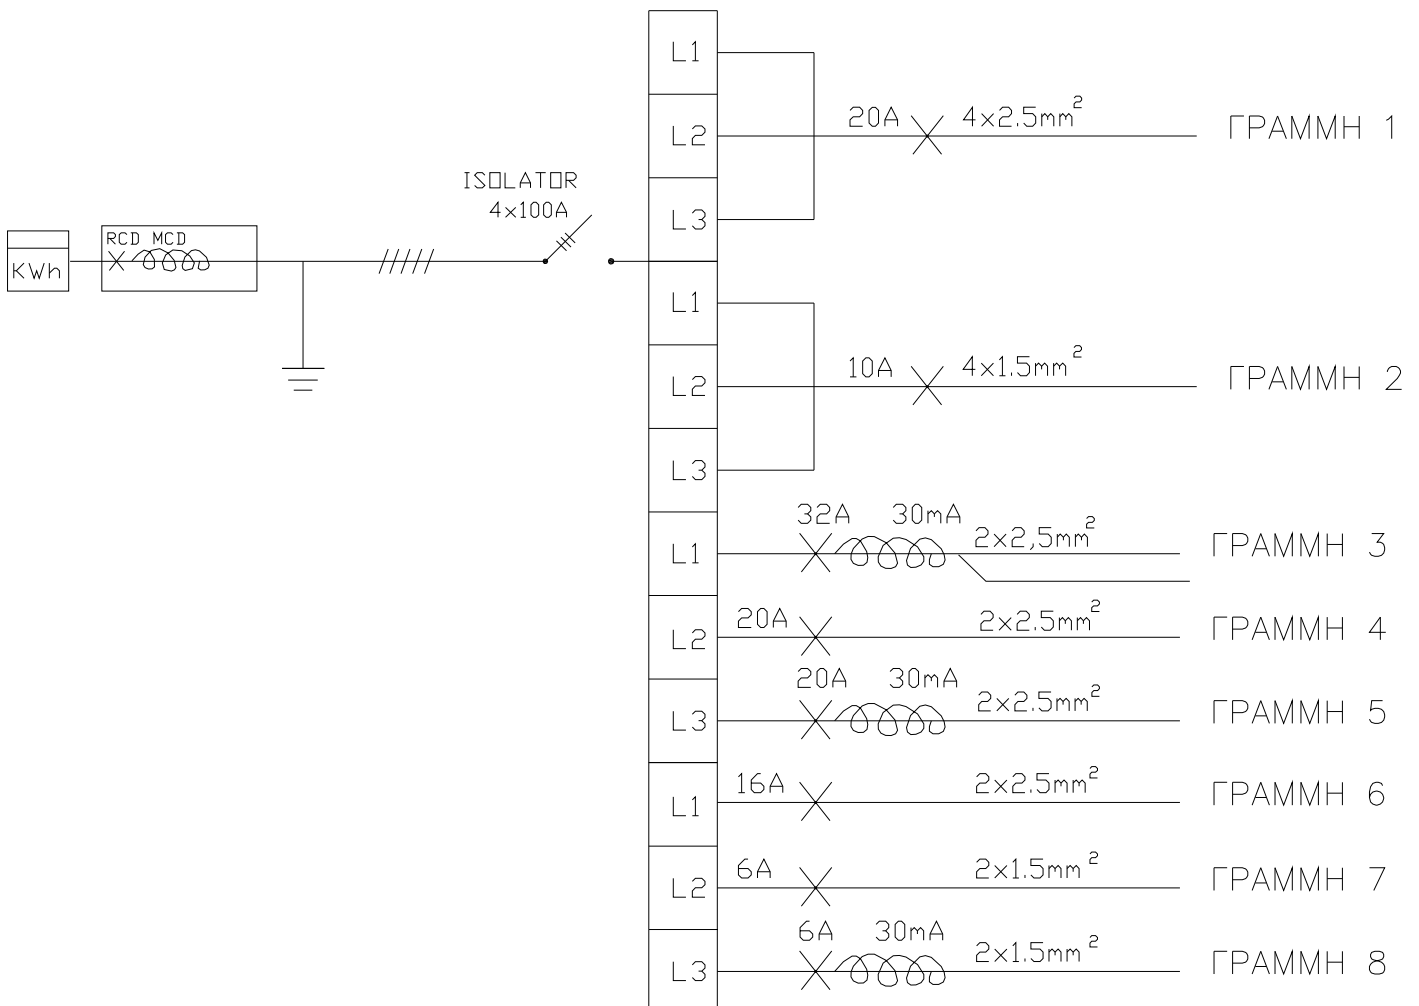 L1
20A 4x2.5mm²
ΓΡΑΜΜΗ 1
L2
ISOLATOR
4x100A
L3
RCD MCD
KWh
L1
10A 4x1.5mm²
ΓΡΑΜΜΗ 2
L2
L3
32A 30mA
2x2,5mm²
L1
ΓΡΑΜΜΗ 3
20A 2x2.5mm²
L2
ΓΡΑΜΜΗ 4
20A 30mA
2x2.5mm²
L3
ΓΡΑΜΜΗ 5
16A 2x2.5mm²
L1
ΓΡΑΜΜΗ 6
6A 2x1.5mm²
L2
ΓΡΑΜΜΗ 7
6A 30mA
2x1.5mm²
L3
ΓΡΑΜΜΗ 8